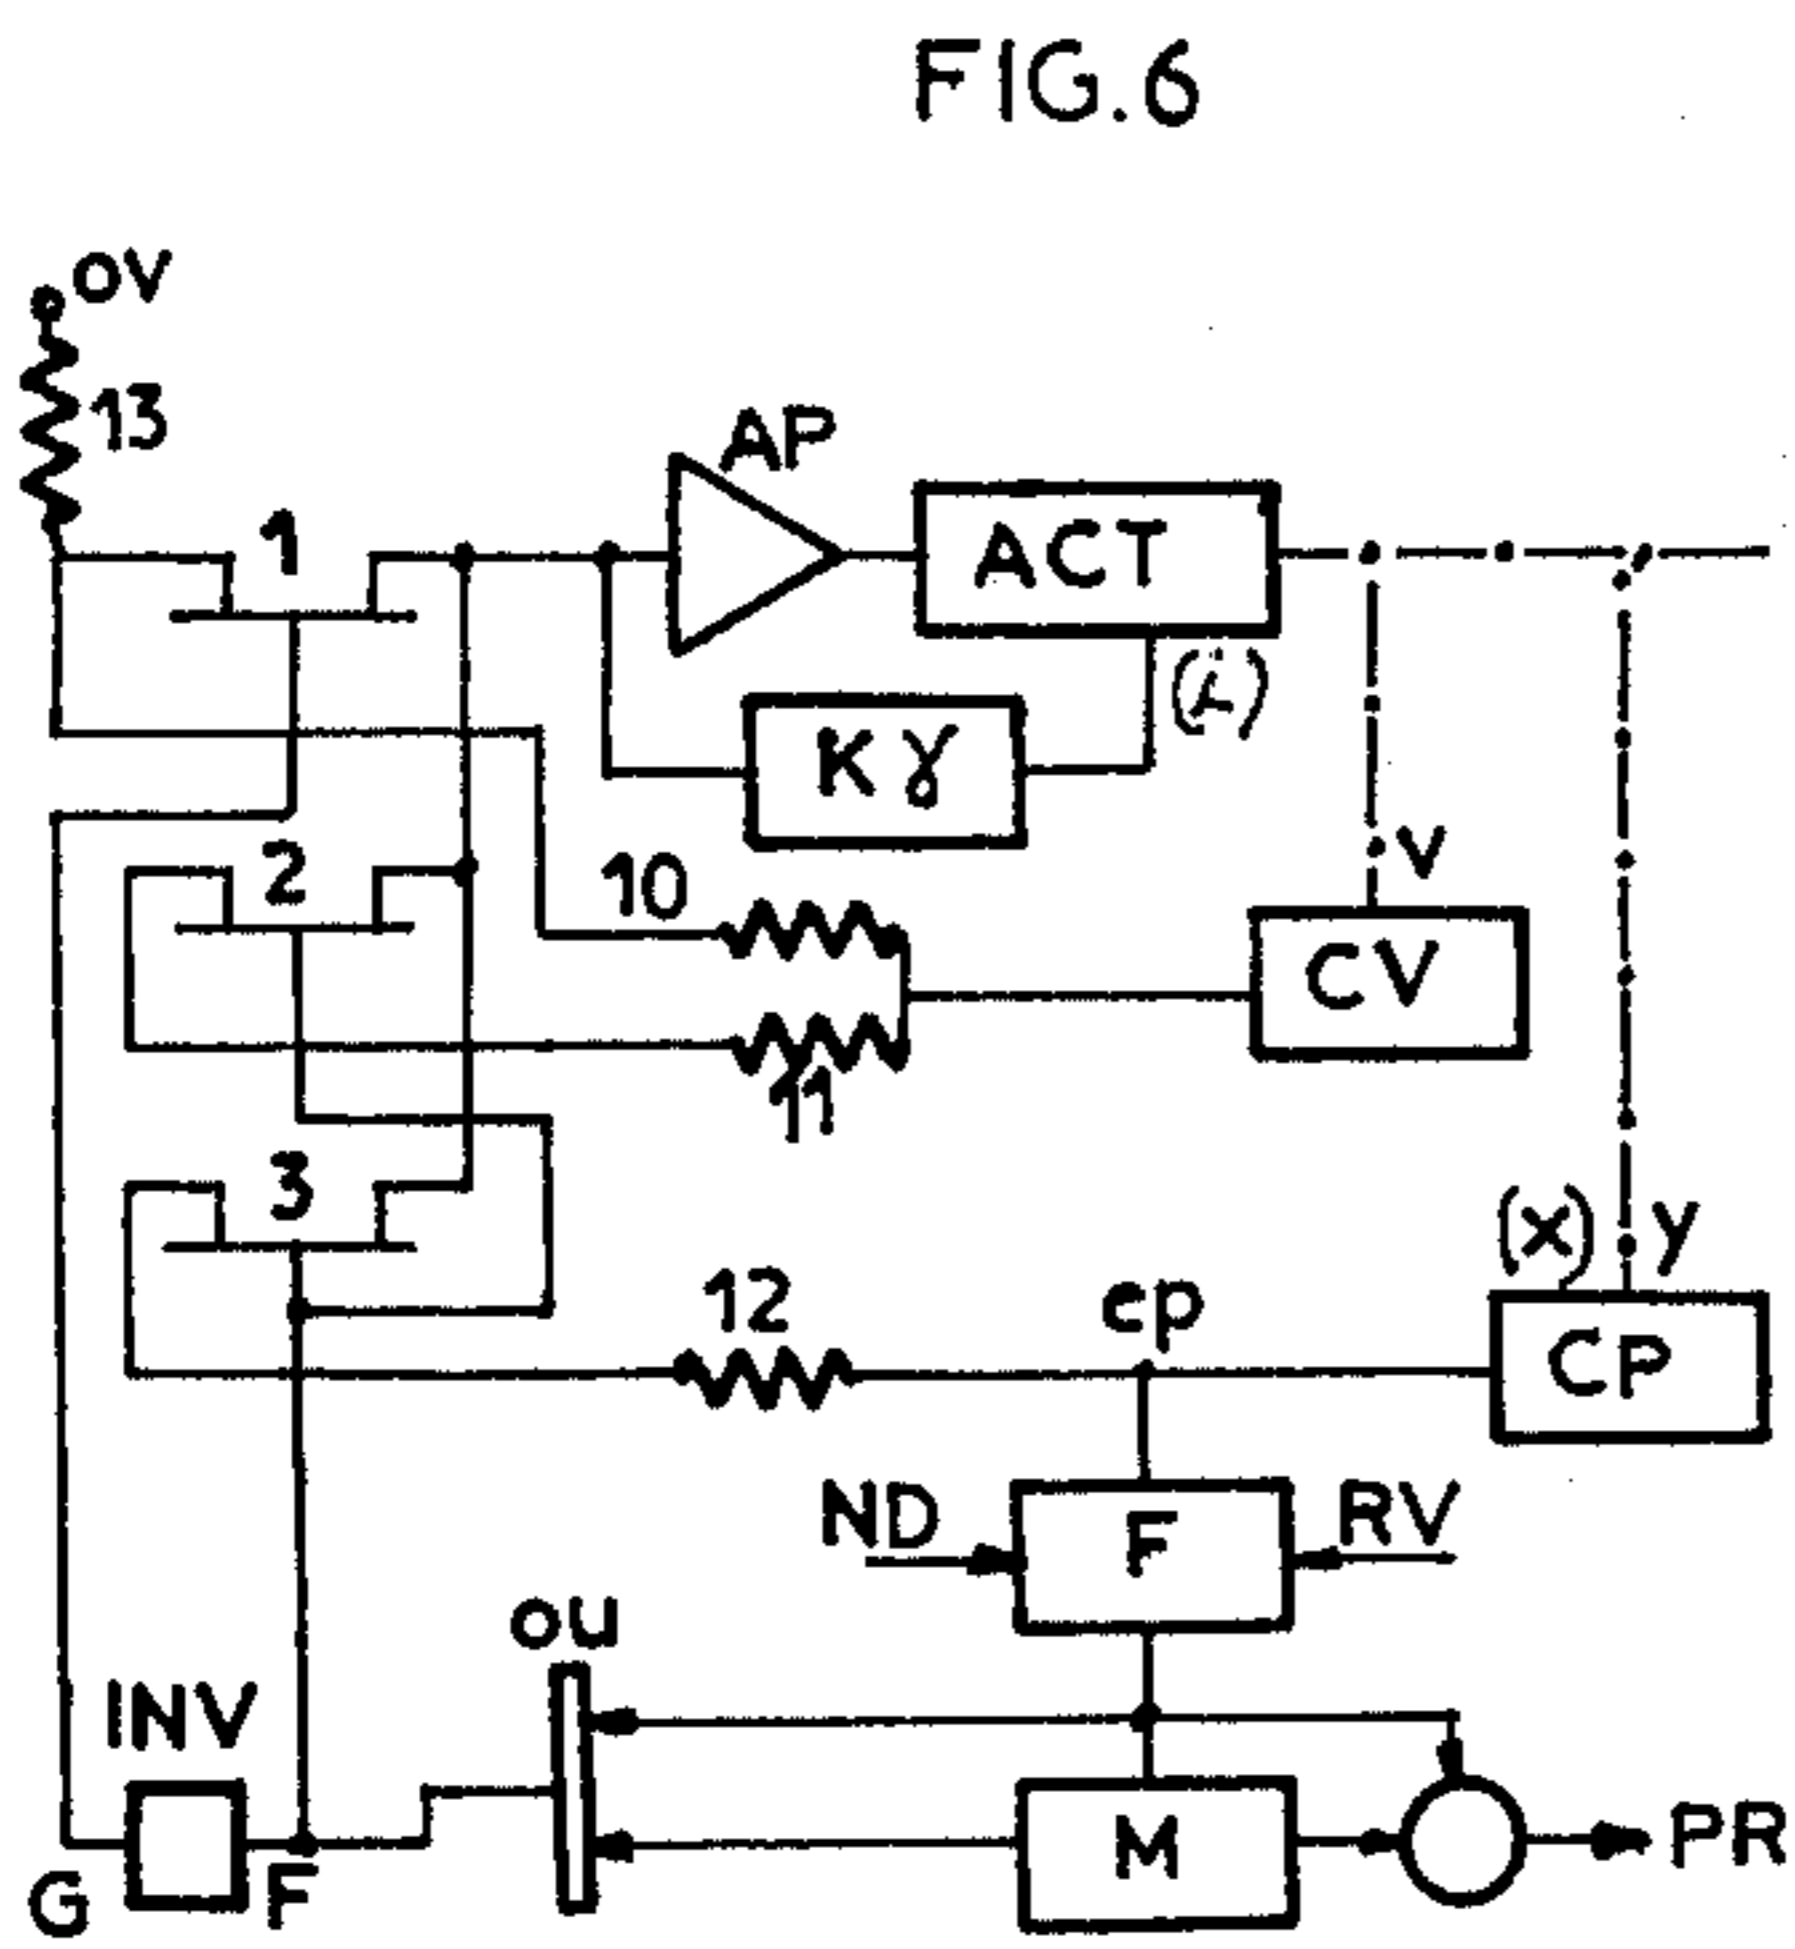 FIG.6
OV
13
1
AP
ACT
(i)
Kγ
2
10
V
CV
11
3
(x) y
12
ep
CP
ND
F
RV
ou
INV
M
PR
G
F